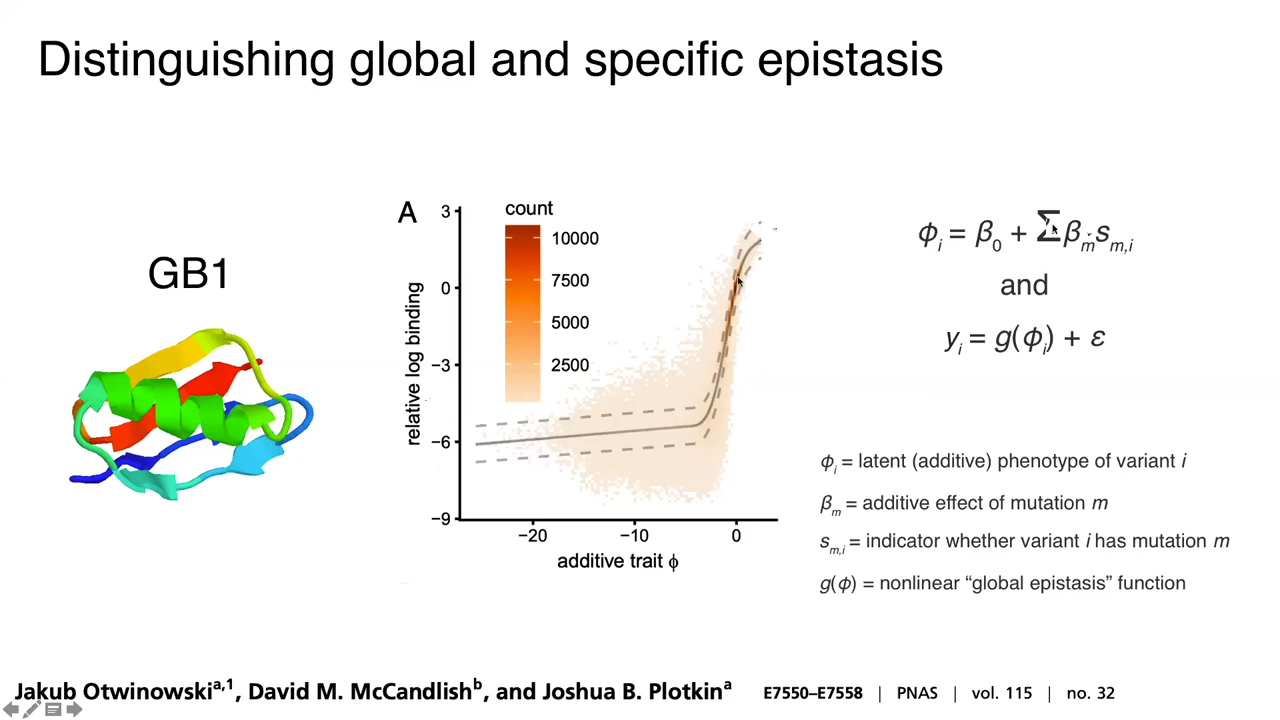 Distinguishing global and specific epistasis
GB1
A
count
10000
7500
5000
2500
3
0
−3
−6
−9
relative log binding
−20
−10
0
additive trait ϕ
ϕi = β0 + Σβmsm,i
and
yi = g(ϕi) + ε
ϕi = latent (additive) phenotype of variant i
βm = additive effect of mutation m
sm,i = indicator whether variant i has mutation m
g(ϕ) = nonlinear “global epistasis” function
Jakub Otwinowskia,1, David M. McCandlishb, and Joshua B. Plotkina
E7550–E7558 | PNAS | vol. 115 | no. 32